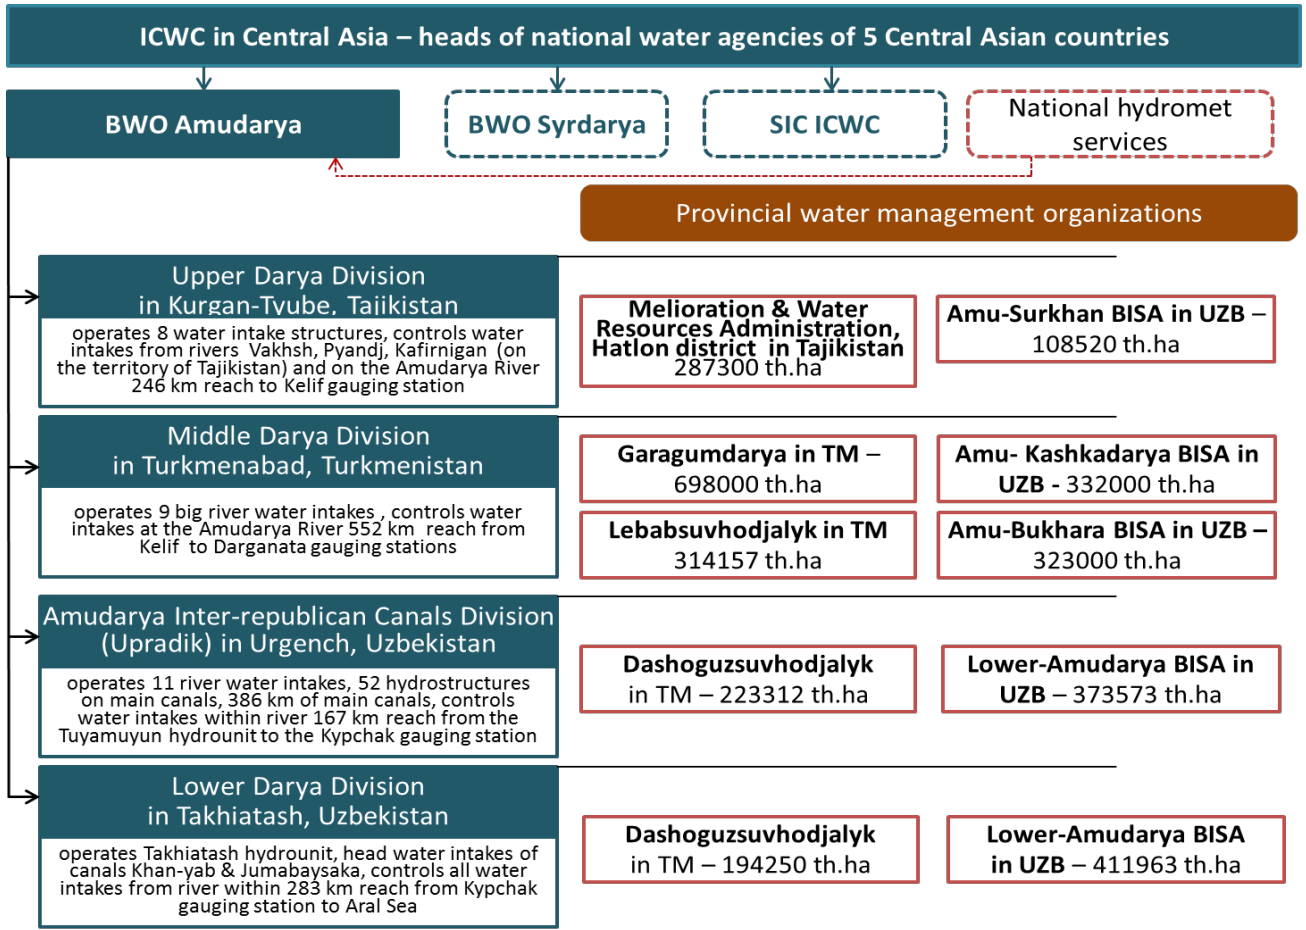 ICWC in Central Asia – heads of national water agencies of 5 Central Asian countries
BWO Amudarya
BWO Syrdarya
SIC ICWC
National hydromet
services
Provincial water management organizations
Upper Darya Division
in Kurgan-Tyube, Tajikistan
operates 8 water intake structures, controls water
intakes from rivers Vakhsh, Pyandj, Kafirnigan (on
the territory of Tajikistan) and on the Amudarya River
246 km reach to Kelif gauging station
Melioration & Water
Resources Administration,
Hatlon district in Tajikistan
287300 th.ha
Amu-Surkhan BISA in UZB –
108520 th.ha
Middle Darya Division
in Turkmenabad, Turkmenistan
operates 9 big river water intakes , controls water
intakes at the Amudarya River 552 km reach from
Kelif to Darganata gauging stations
Garagumdarya in TM –
698000 th.ha
Amu- Kashkadarya BISA in
UZB - 332000 th.ha
Lebabsuvhodjalyk in TM
314157 th.ha
Amu-Bukhara BISA in UZB –
323000 th.ha
Amudarya Inter-republican Canals Division
(Upradik) in Urgench, Uzbekistan
operates 11 river water intakes, 52 hydrostructures
on main canals, 386 km of main canals, controls
water intakes within river 167 km reach from the
Tuyamuyun hydrounit to the Kypchak gauging station
Dashoguzsuvhodjalyk
in TM – 223312 th.ha
Lower-Amudarya BISA in
UZB – 373573 th.ha
Lower Darya Division
in Takhiatash, Uzbekistan
operates Takhiatash hydrounit, head water intakes of
canals Khan-yab & Jumabaysaka, controls all water
intakes from river within 283 km reach from Kypchak
gauging station to Aral Sea
Dashoguzsuvhodjalyk
in TM – 194250 th.ha
Lower-Amudarya BISA
in UZB – 411963 th.ha